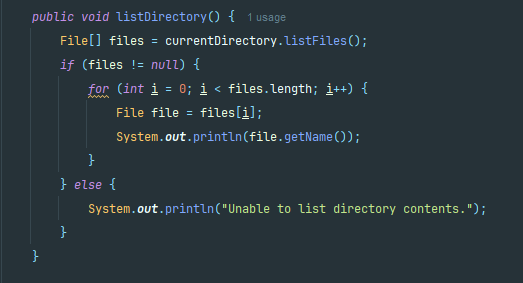 public void listDirectory() {  1 usage
    File[] files = currentDirectory.listFiles();
    if (files != null) {
        for (int i = 0; i < files.length; i++) {
            File file = files[i];
            System.out.println(file.getName());
        }
    } else {
        System.out.println("Unable to list directory contents.");
    }
}